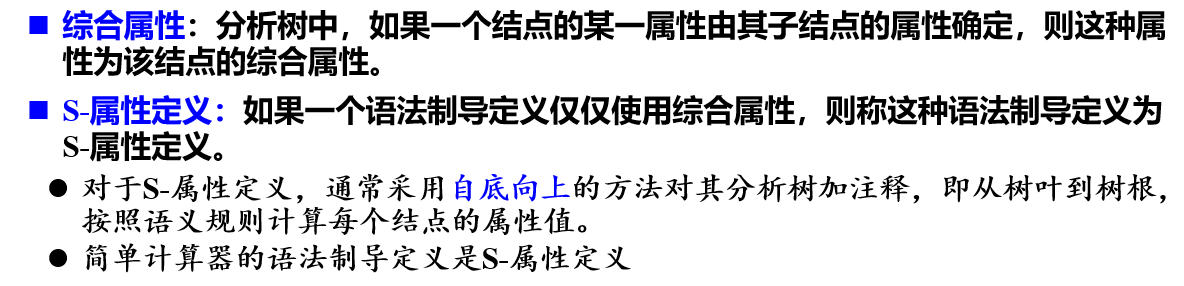 ■ 综合属性：分析树中，如果一个结点的某一属性由其子结点的属性确定，则这种属
性为该结点的综合属性。
■ S-属性定义：如果一个语法制导定义仅仅使用综合属性，则称这种语法制导定义为
S-属性定义。
● 对于S-属性定义，通常采用自底向上的方法对其分析树加注释，即从树叶到树根，
按照语义规则计算每个结点的属性值。
● 简单计算器的语法制导定义是S-属性定义